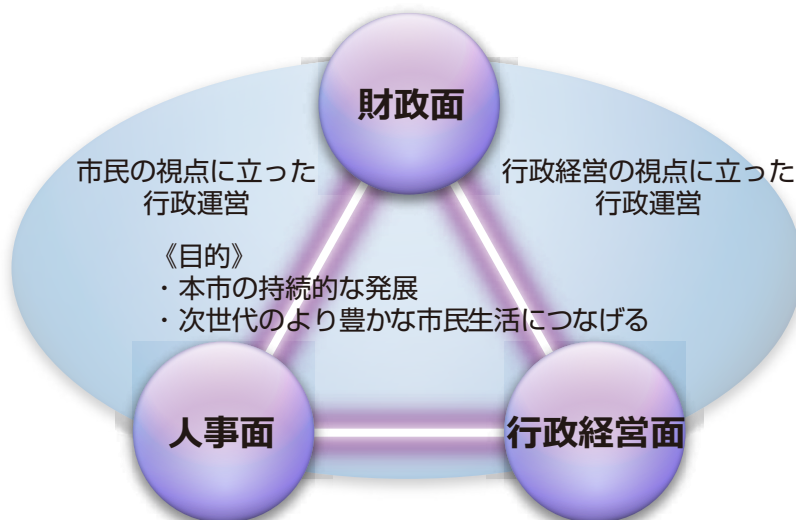 財政面
市民の視点に立った
行政運営
行政経営の視点に立った
行政運営
《目的》
・本市の持続的な発展
・次世代のより豊かな市民生活につなげる
人事面
行政経営面